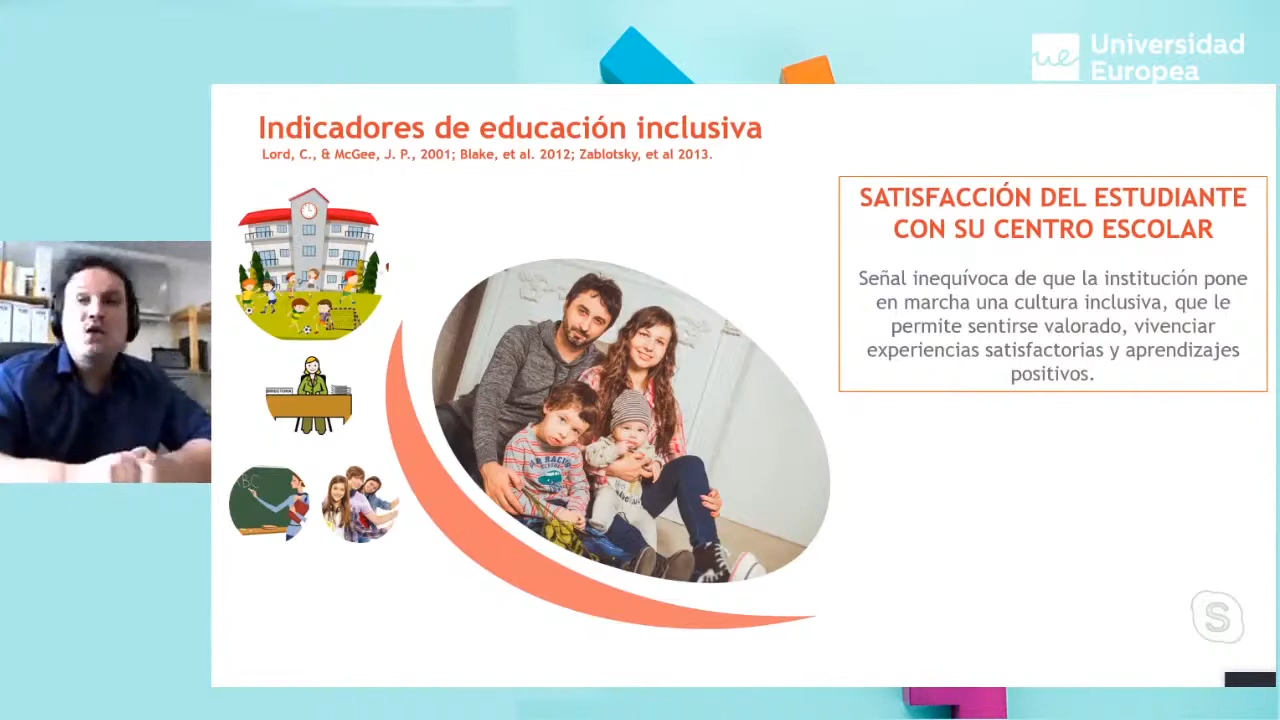 Universidad
Europea
ue
Indicadores de educación inclusiva
Lord, C., & McGee, J. P., 2001; Blake, et al. 2012; Zablotsky, et al 2013.
SATISFACCIÓN DEL ESTUDIANTE
CON SU CENTRO ESCOLAR
Señal inequívoca de que la institución pone
en marcha una cultura inclusiva, que le
permite sentirse valorado, vivenciar
experiencias satisfactorias y aprendizajes
positivos.
ABC
S